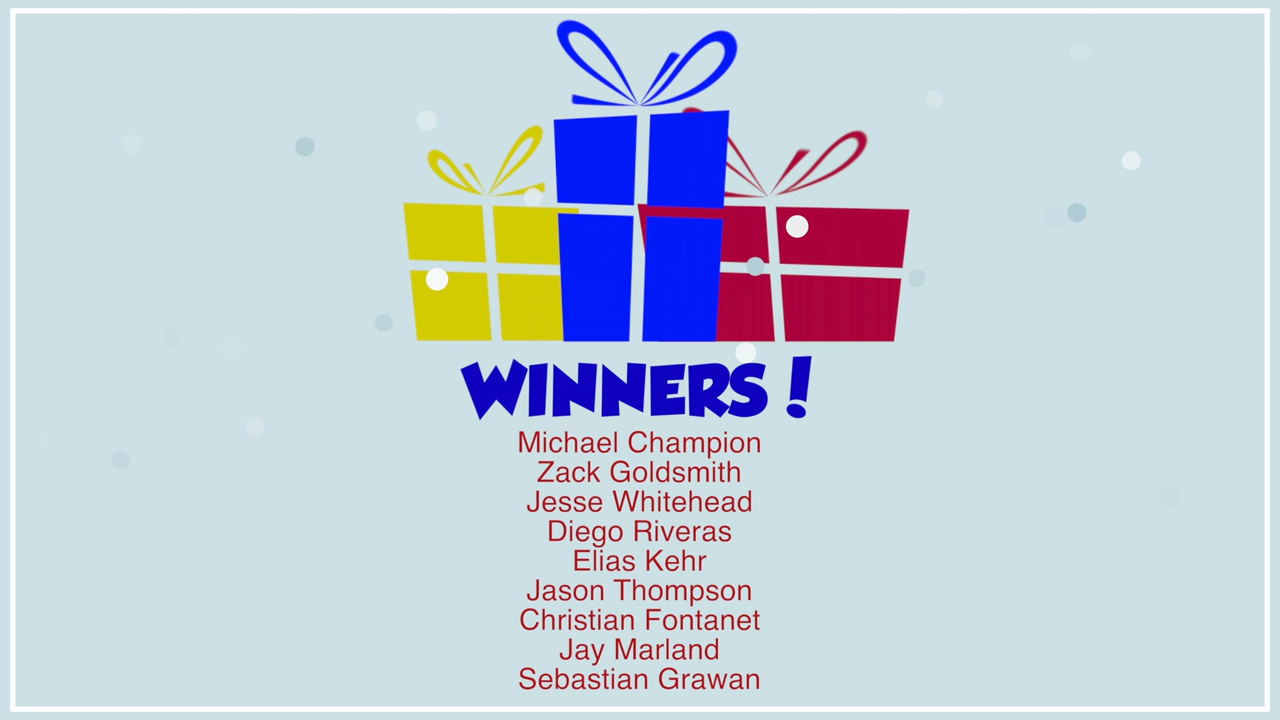 WINNERS!
Michael Champion
Zack Goldsmith
Jesse Whitehead
Diego Riveras
Elias Kehr
Jason Thompson
Christian Fontanet
Jay Marland
Sebastian Grawan